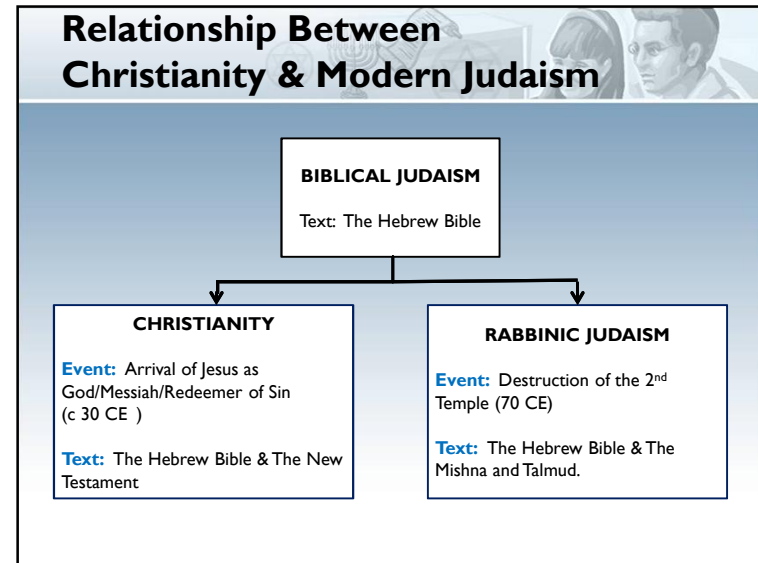 Relationship Between
Christianity & Modern Judaism
BIBLICAL JUDAISM
Text: The Hebrew Bible
CHRISTIANITY
Event: Arrival of Jesus as
God/Messiah/Redeemer of Sin
(c 30 CE )
Text: The Hebrew Bible & The New
Testament
RABBINIC JUDAISM
Event: Destruction of the 2nd
Temple (70 CE)
Text: The Hebrew Bible & The
Mishna and Talmud.